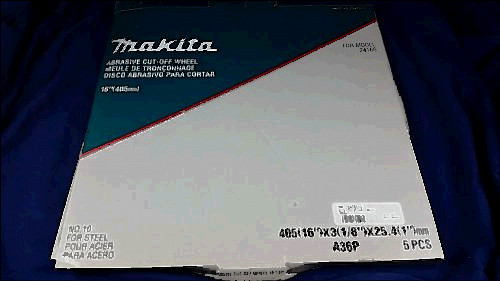 makita
FOR MODEL
ABRASIVE CUT-OFF WHEEL
MEULE DE TRONÇONNAGE
DISCO ABRASIVO PARA CORTAR
16"(405mm)
NO.10
FOR STEEL
POUR ACIER
PARA ACERO
405(16")X3(1/8")X25.4(1")mm
A36P
5 PCS